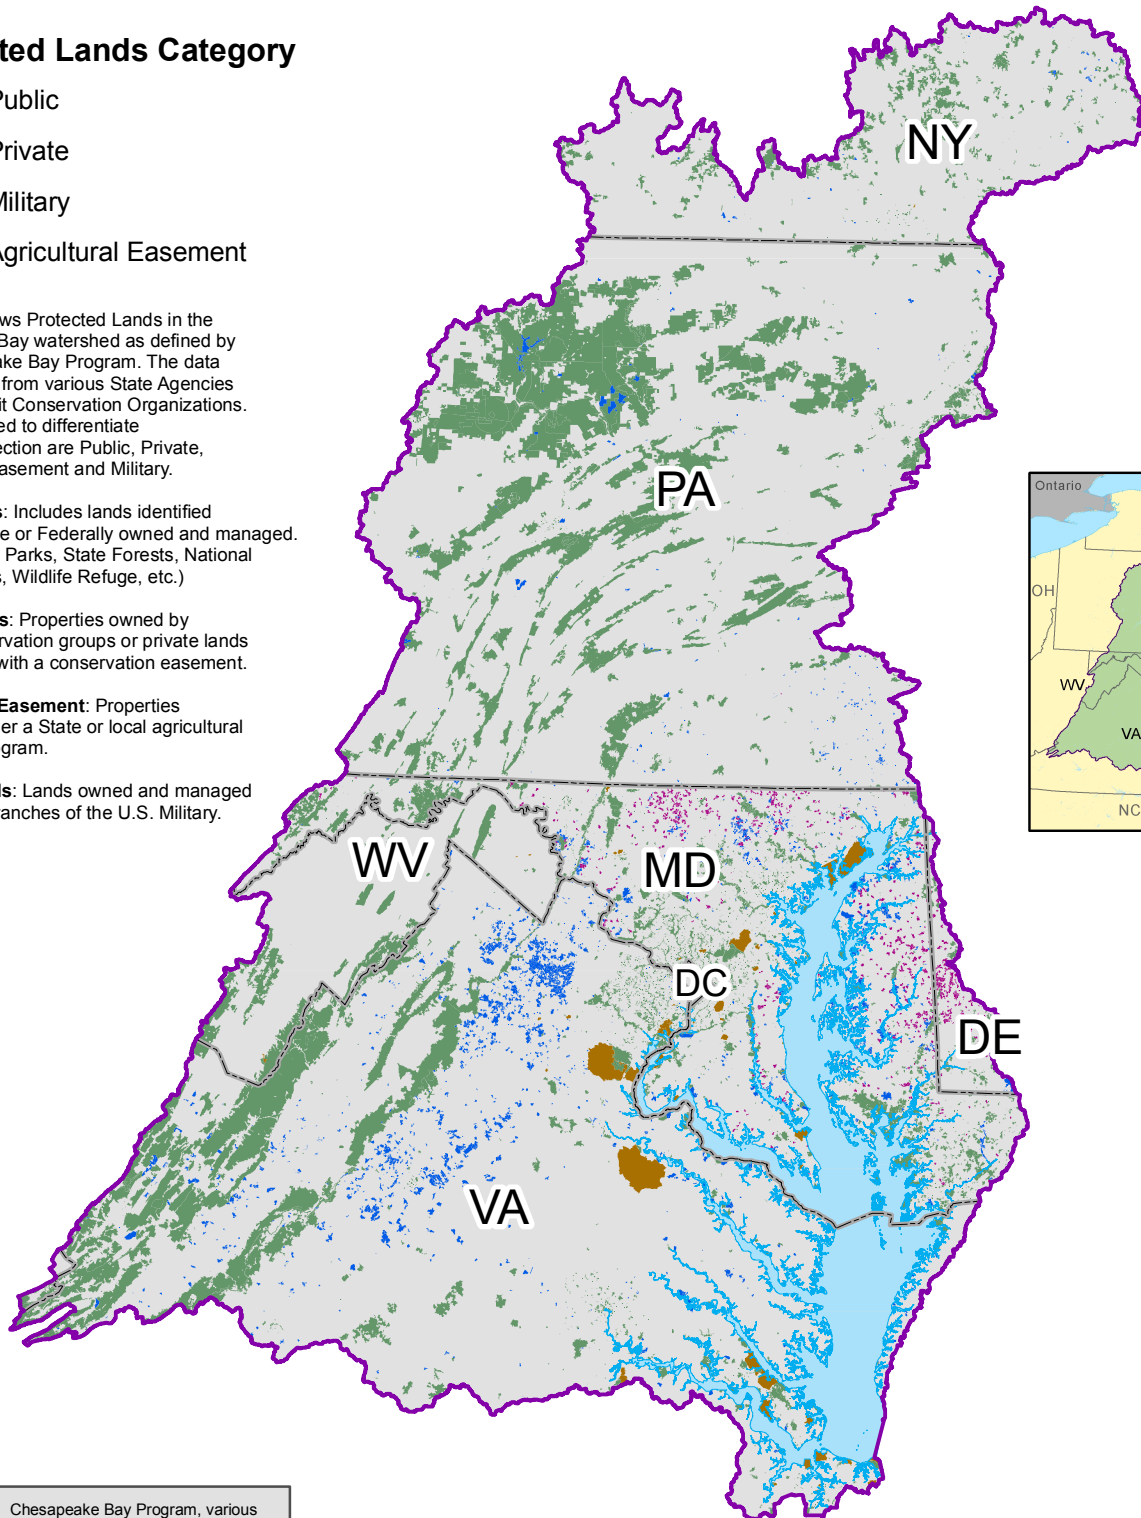 ted Lands Category
Public
Private
Military
Agricultural Easement
ws Protected Lands in the
Bay watershed as defined by
ke Bay Program. The data
from various State Agencies
it Conservation Organizations.
ed to differentiate
ection are Public, Private,
asement and Military.
s: Includes lands identified
e or Federally owned and managed.
Parks, State Forests, National
s, Wildlife Refuge, etc.)
s: Properties owned by
rvation groups or private lands
with a conservation easement.
Easement: Properties
er a State or local agricultural
ogram.
ds: Lands owned and managed
ranches of the U.S. Military.
NY
PA
WV
MD
DC
DE
VA
Ontario
OH
WV
VA
NC
Chesapeake Bay Program, various